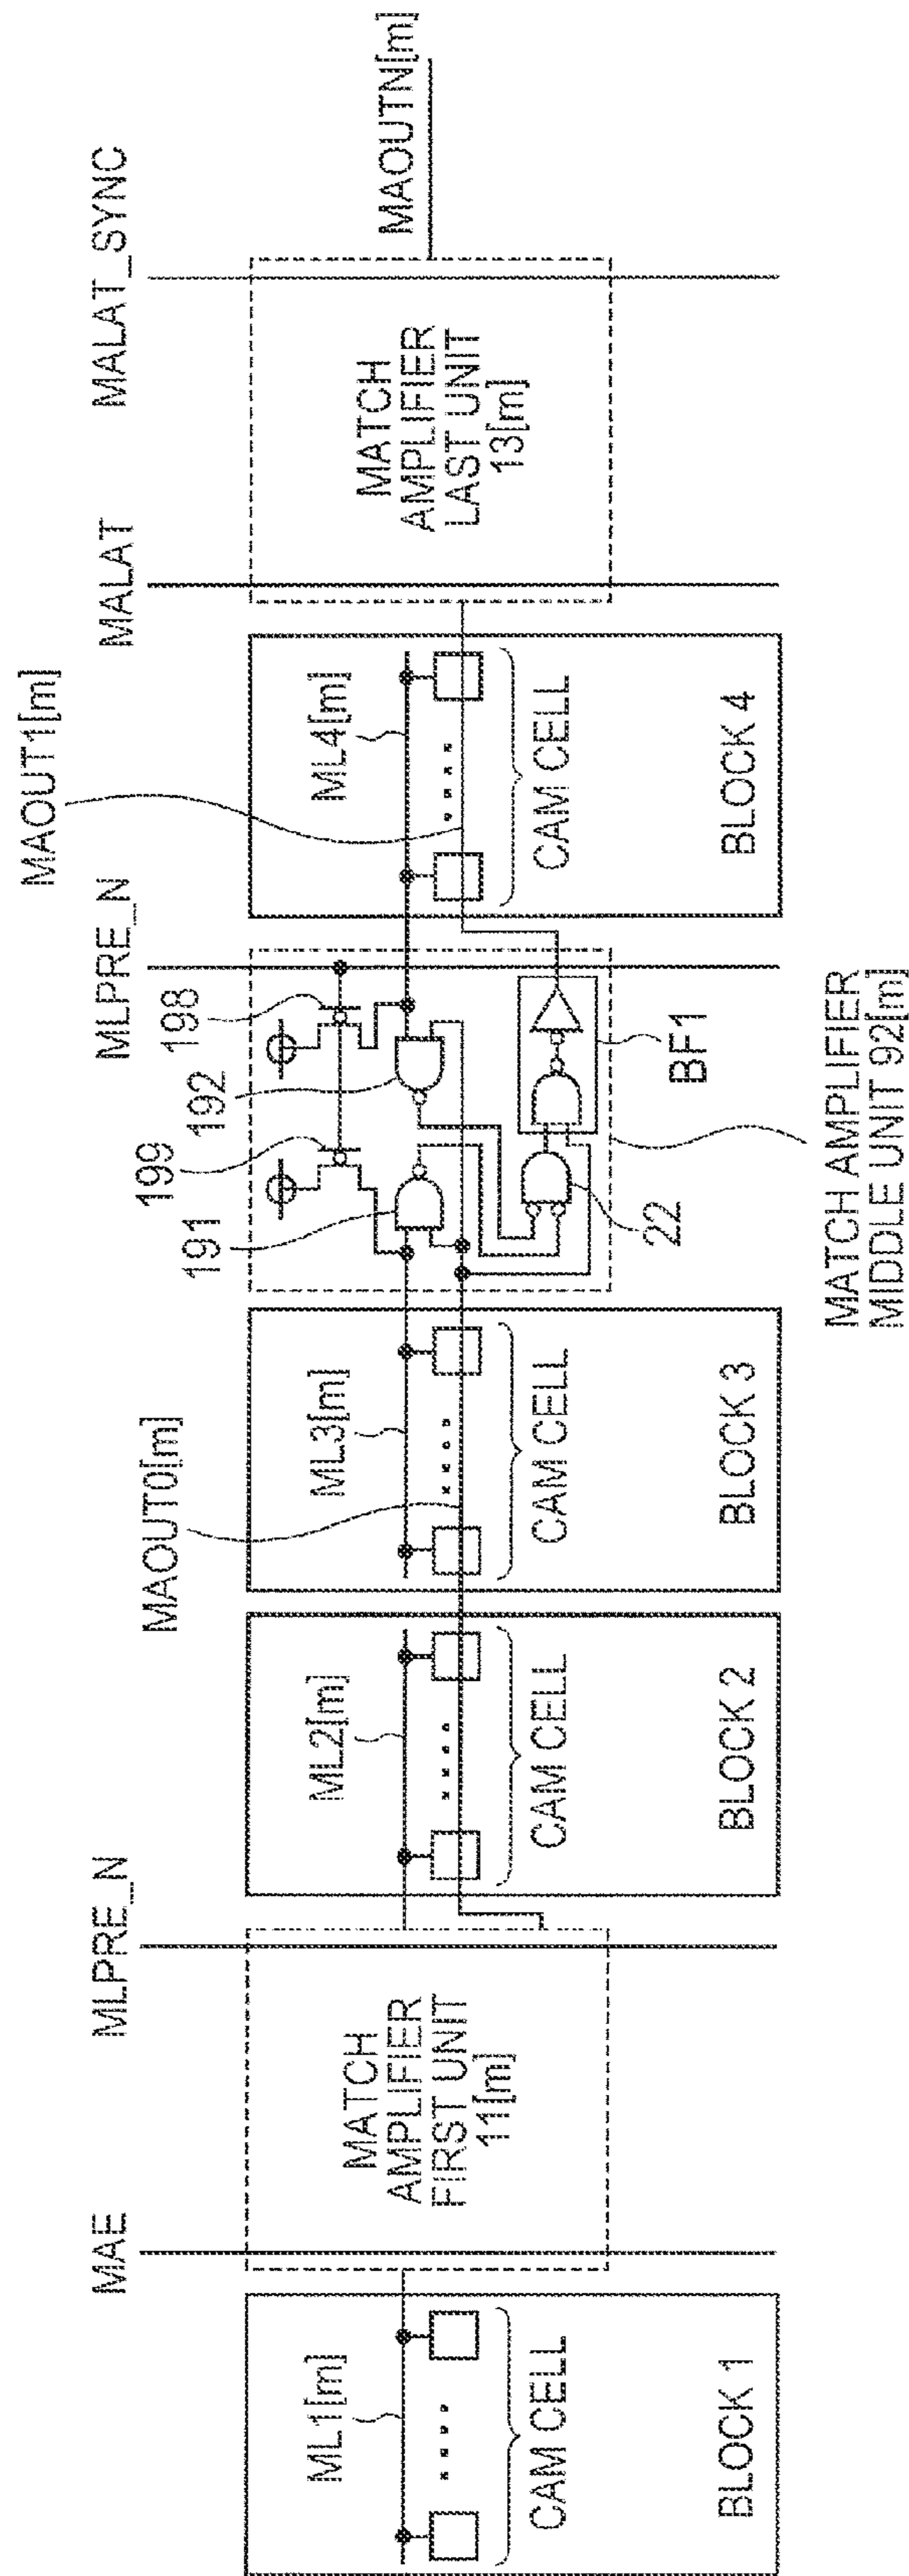 MAE
MLPRE_N
MAOUT0[m]
MLPRE_N
MAOUT1[m]
MALAT
MALAT_SYNC
MAOUTN[m]
ML1[m]
CAM CELL
BLOCK 1
MATCH
AMPLIFIER
FIRST UNIT
11[m]
ML2[m]
CAM CELL
BLOCK 2
ML3[m]
CAM CELL
BLOCK 3
191
199
192
198
22
BF1
MATCH AMPLIFIER
MIDDLE UNIT 92[m]
ML4[m]
CAM CELL
BLOCK 4
MATCH
AMPLIFIER
LAST UNIT
13[m]